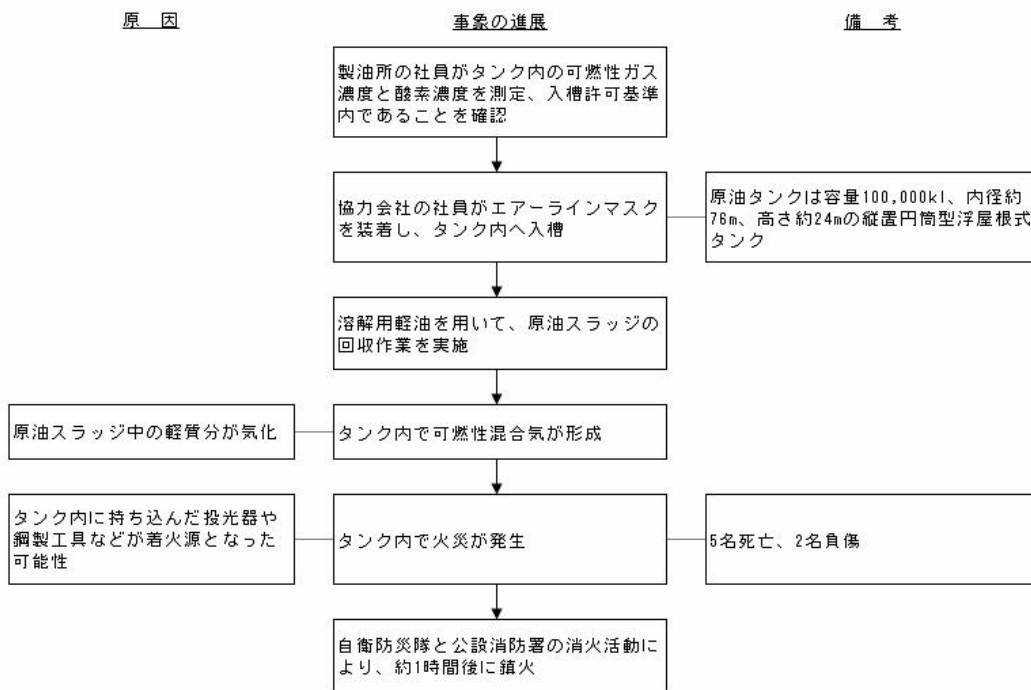 原　因
事象の進展
備　考
製油所の社員がタンク内の可燃性ガス
濃度と酸素濃度を測定、入槽許可基準
内であることを確認
協力会社の社員がエアーラインマスク
を装着し、タンク内へ入槽
原油タンクは容量100,000kl、内径約
76m、高さ約24mの縦置円筒型浮屋根式
タンク
溶解用軽油を用いて、原油スラッジの
回収作業を実施
原油スラッジ中の軽質分が気化
タンク内で可燃性混合気が形成
タンク内に持ち込んだ投光器や
鋼製工具などが着火源となった
可能性
タンク内で火災が発生
5名死亡、2名負傷
自衛防災隊と公設消防署の消火活動に
より、約1時間後に鎮火